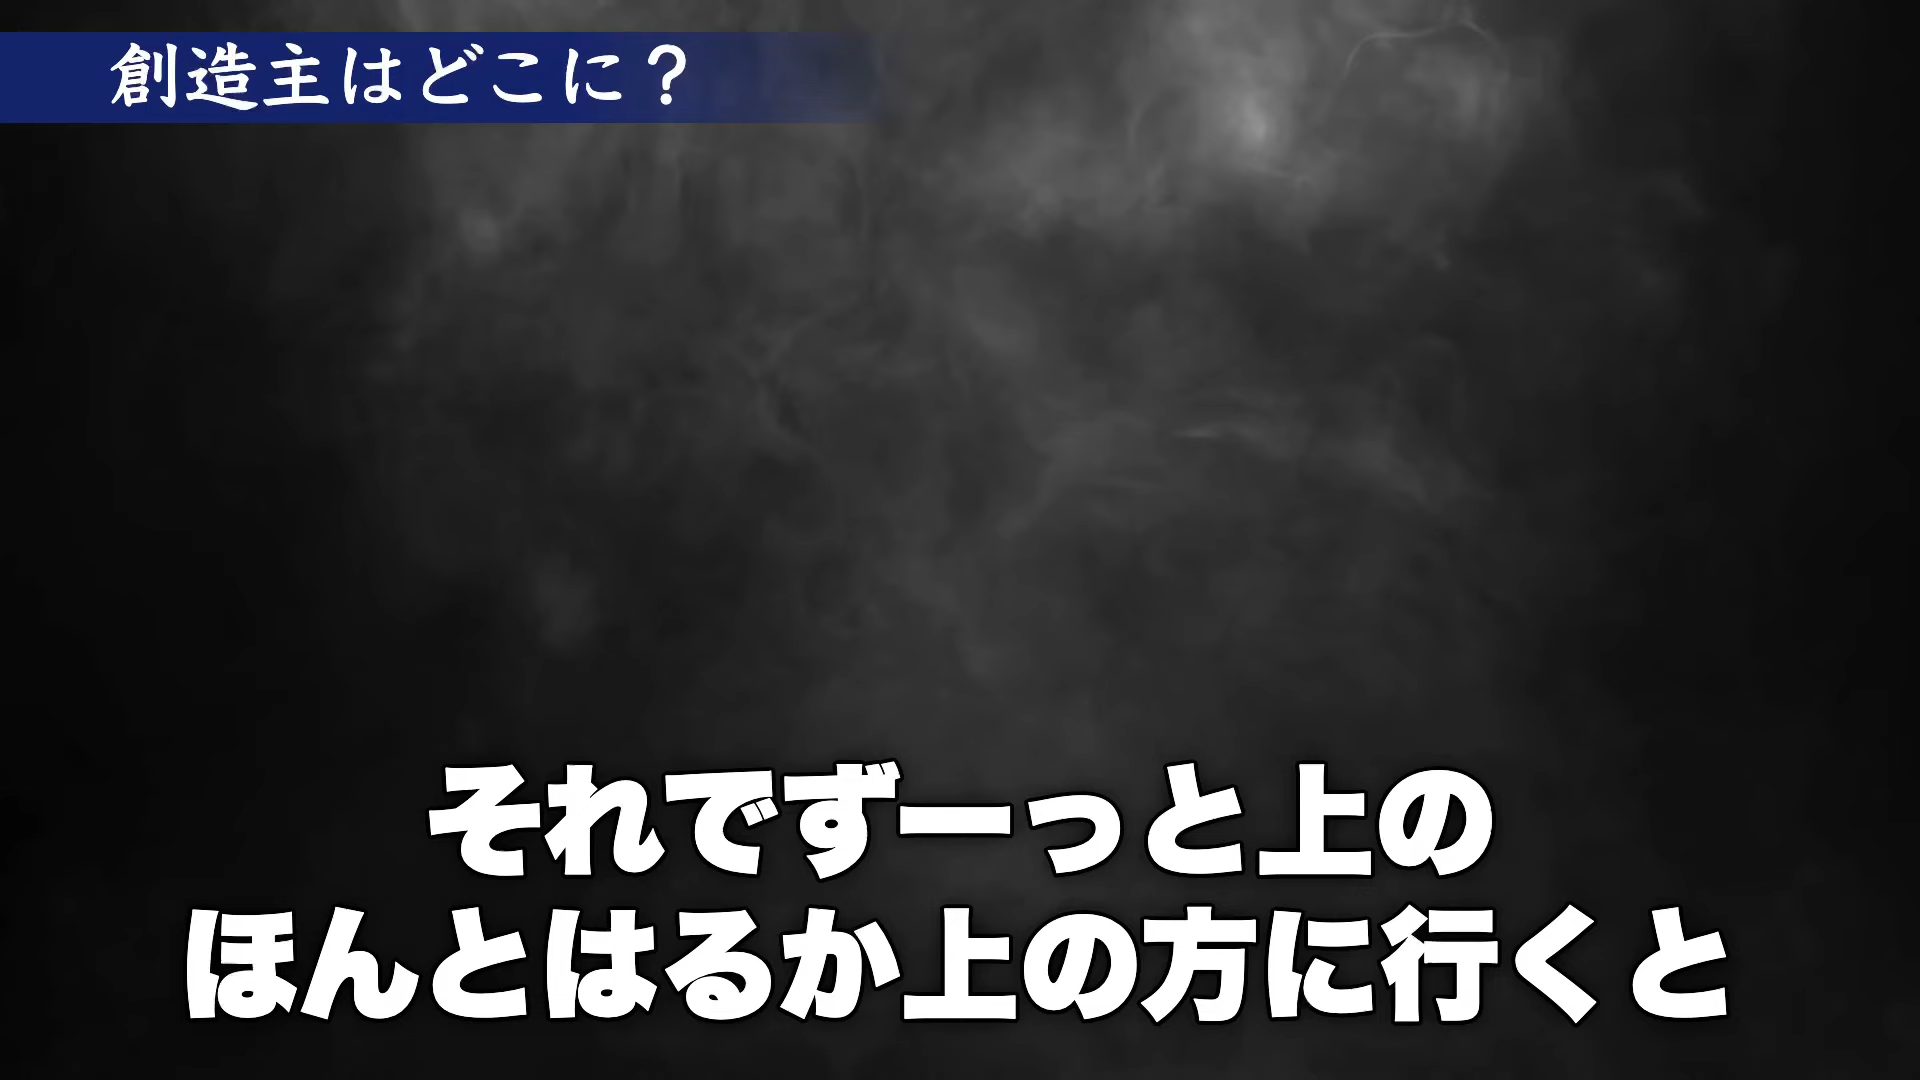 創造主はどこに？
それでずーっと上の
ほんとはるか上の方に行くと